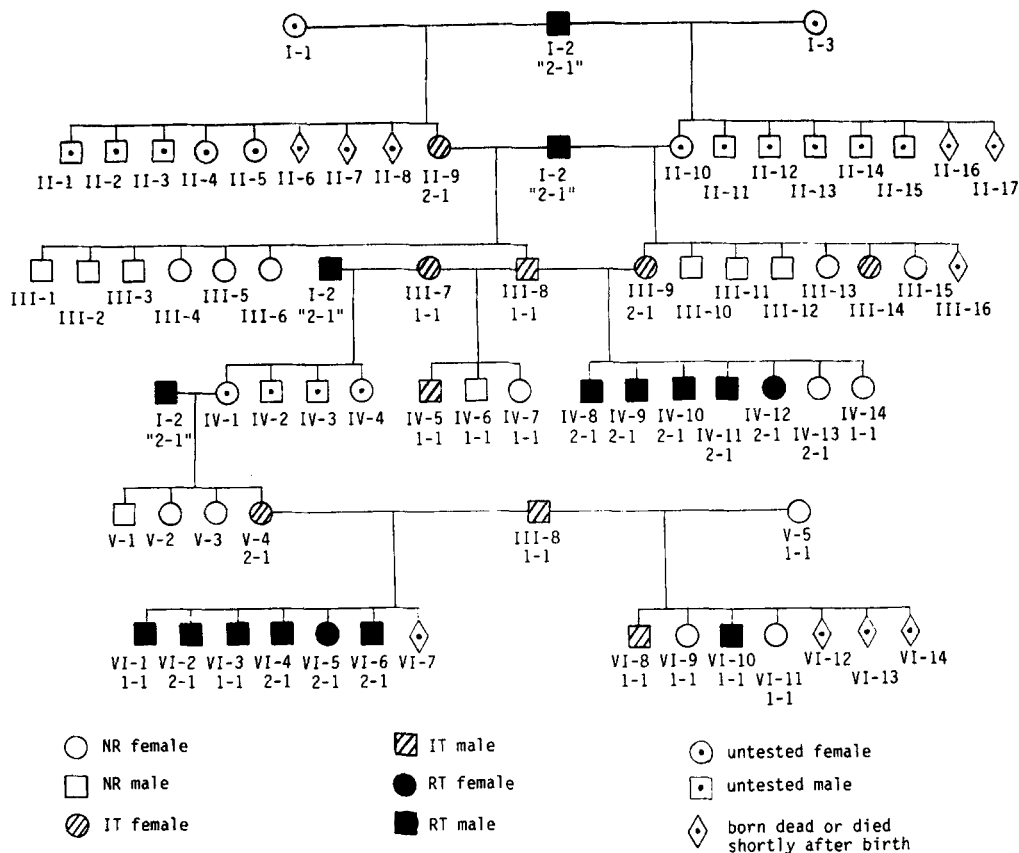 I-1 I-2 I-3
"2-1"
II-1 II-2 II-3 II-4 II-5 II-6 II-7 II-8 II-9 I-2 II-10 II-11 II-12 II-13 II-14 II-15 II-16 II-17
2-1 "2-1"
III-1 III-2 III-3 III-4 III-5 III-6 I-2 III-7 III-8 III-9 III-10 III-11 III-12 III-13 III-14 III-15 III-16
"2-1" 1-1 1-1 2-1
I-2 IV-1 IV-2 IV-3 IV-4 IV-5 IV-6 IV-7 IV-8 IV-9 IV-10 IV-11 IV-12 IV-13 IV-14
"2-1" 1-1 1-1 1-1 2-1 2-1 2-1 2-1 2-1 2-1 1-1
V-1 V-2 V-3 V-4 III-8 V-5
2-1 1-1 1-1
VI-1 VI-2 VI-3 VI-4 VI-5 VI-6 VI-7 VI-8 VI-9 VI-10 VI-11 VI-12 VI-13 VI-14
1-1 2-1 1-1 2-1 2-1 2-1 1-1 1-1 1-1 1-1
NR female IT male untested female
NR male RT female untested male
IT female RT male born dead or died
shortly after birth